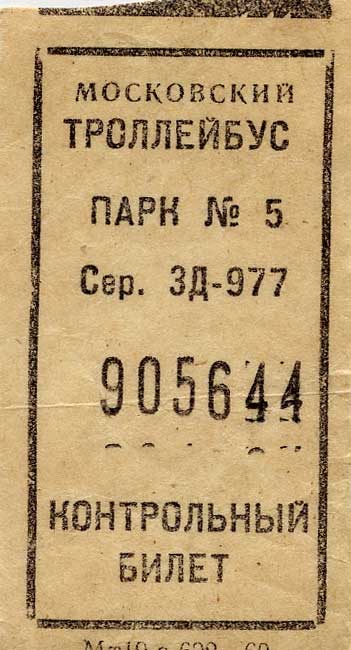 МОСКОВСКИЙ
ТРОЛЛЕЙБУС
ПАРК № 5
Сер. ЗД-977
905644
КОНТРОЛЬНЫЙ
БИЛЕТ